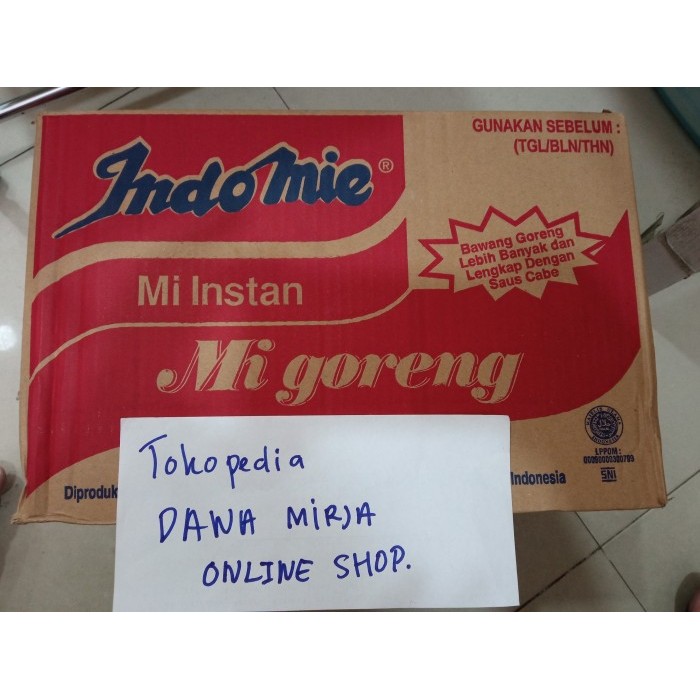 IndoMie®
GUNAKAN SEBELUM :
(TGL/BLN/THN)
Bawang Goreng
Lebih Banyak dan
Lengkap Dengan
Saus Cabe
Mi Instan
Mi goreng
LPPOM :
SNI
Diproduk
Indonesia
Tokopedia
DAWA MIRJA
ONLINE SHOP.